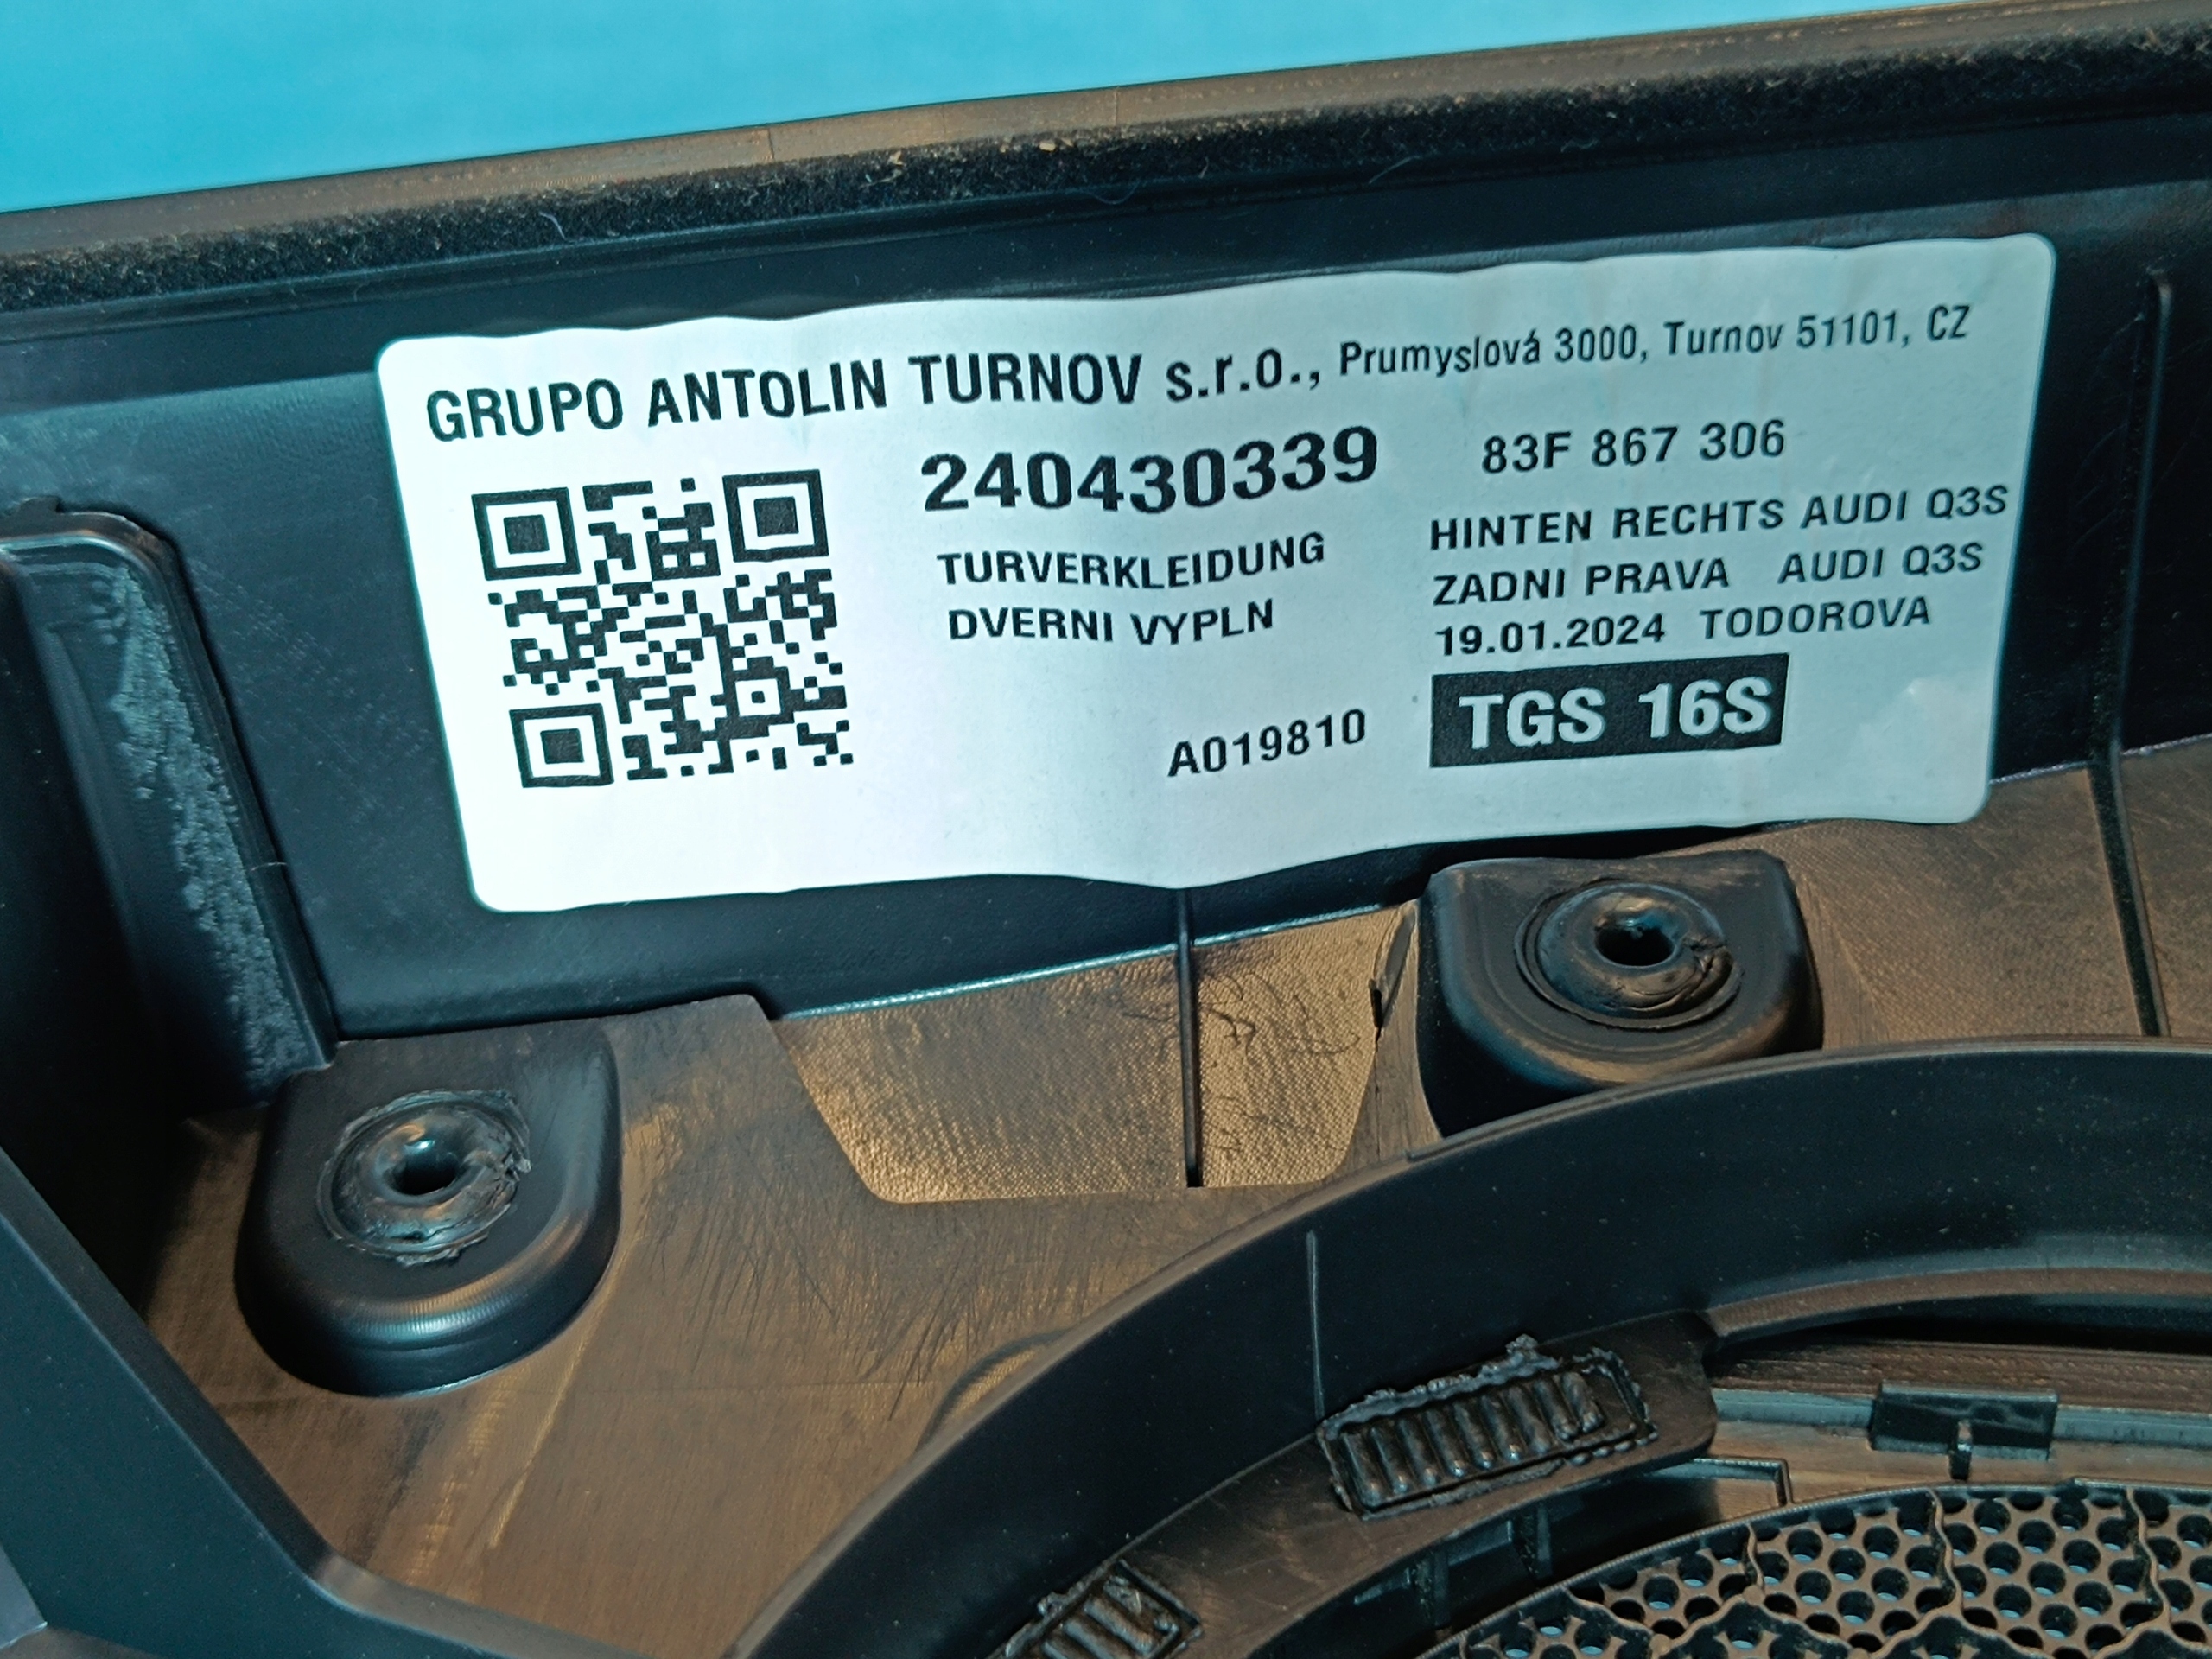 GRUPO ANTOLIN TURNOV s.r.o., Prumyslová 3000, Turnov 51101, CZ
240430339 83F 867 306
TURVERKLEIDUNG HINTEN RECHTS AUDI Q3S
DVERNI VYPLN ZADNI PRAVA AUDI Q3S
19.01.2024 TODOROVA
A019810 TGS 16S